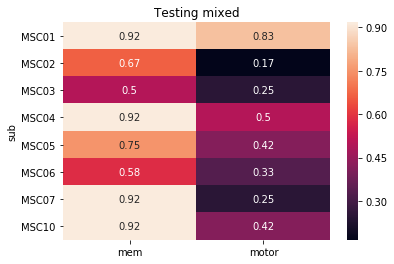 Testing mixed
MSC01 0.92 0.83
MSC02 0.67 0.17
MSC03 0.5 0.25
MSC04 0.92 0.5
MSC05 0.75 0.42
MSC06 0.58 0.33
MSC07 0.92 0.25
MSC10 0.92 0.42
sub
mem motor
0.90
0.75
0.60
0.45
0.30